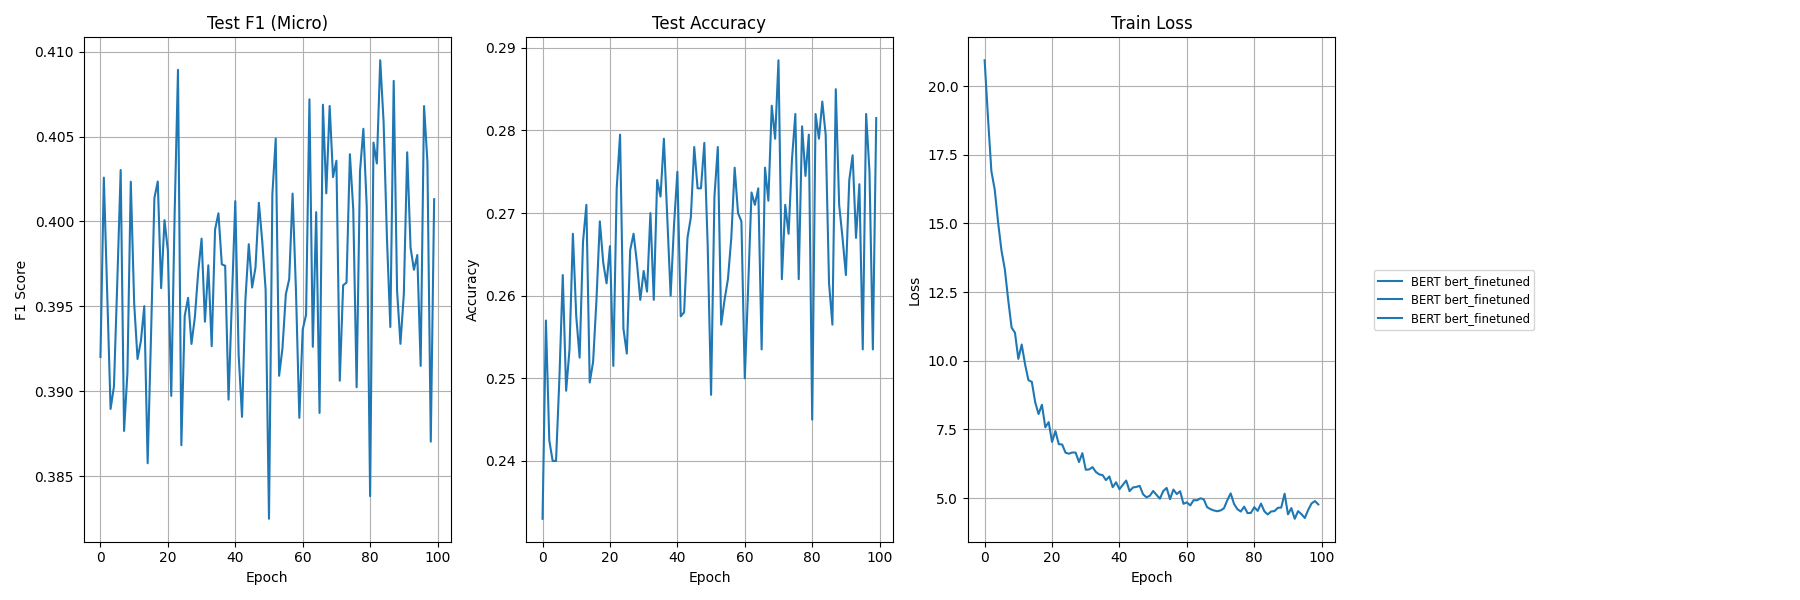 Test F1 (Micro)
Test Accuracy
Train Loss
F1 Score
0.410
0.405
0.400
0.395
0.390
0.385
0 20 40 60 80 100
Epoch
Accuracy
0.29
0.28
0.27
0.26
0.25
0.24
0 20 40 60 80 100
Epoch
Loss
20.0
17.5
15.0
12.5
10.0
7.5
5.0
0 20 40 60 80 100
Epoch
BERT bert_finetuned
BERT bert_finetuned
BERT bert_finetuned